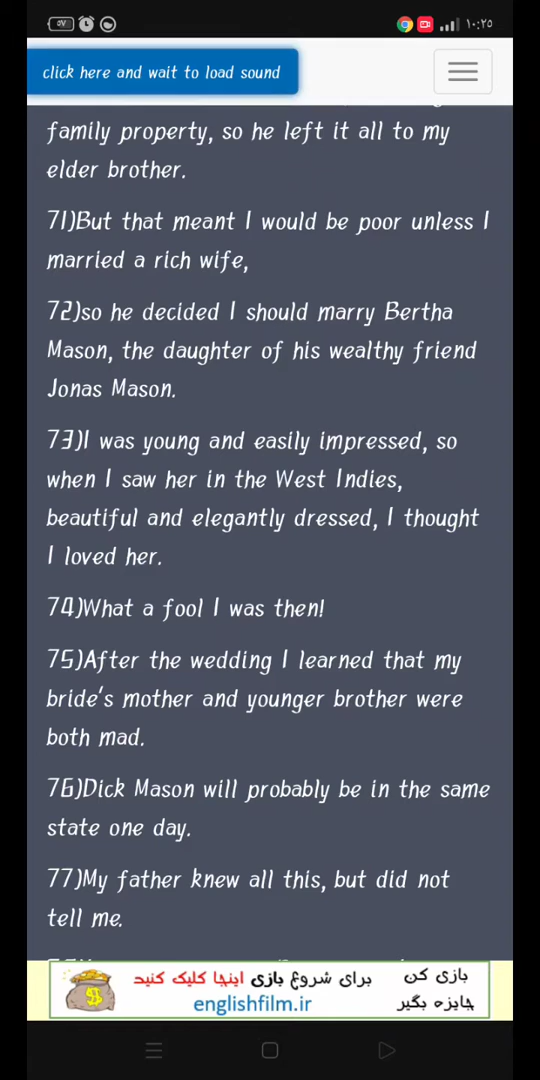 ۵۷
۱۰:۲۵
click here and wait to load sound
family property, so he left it all to my
elder brother.
71)But that meant I would be poor unless I
married a rich wife,
72)so he decided I should marry Bertha
Mason, the daughter of his wealthy friend
Jonas Mason.
73)I was young and easily impressed, so
when I saw her in the West Indies,
beautiful and elegantly dressed, I thought
I loved her.
74)What a fool I was then!
75)After the wedding I learned that my
bride's mother and younger brother were
both mad.
76)Dick Mason will probably be in the same
state one day.
77)My father knew all this, but did not
tell me.
بازی کن
جایزه بگیر
برای شروع بازی اینجا کلیک کنید
englishfilm.ir